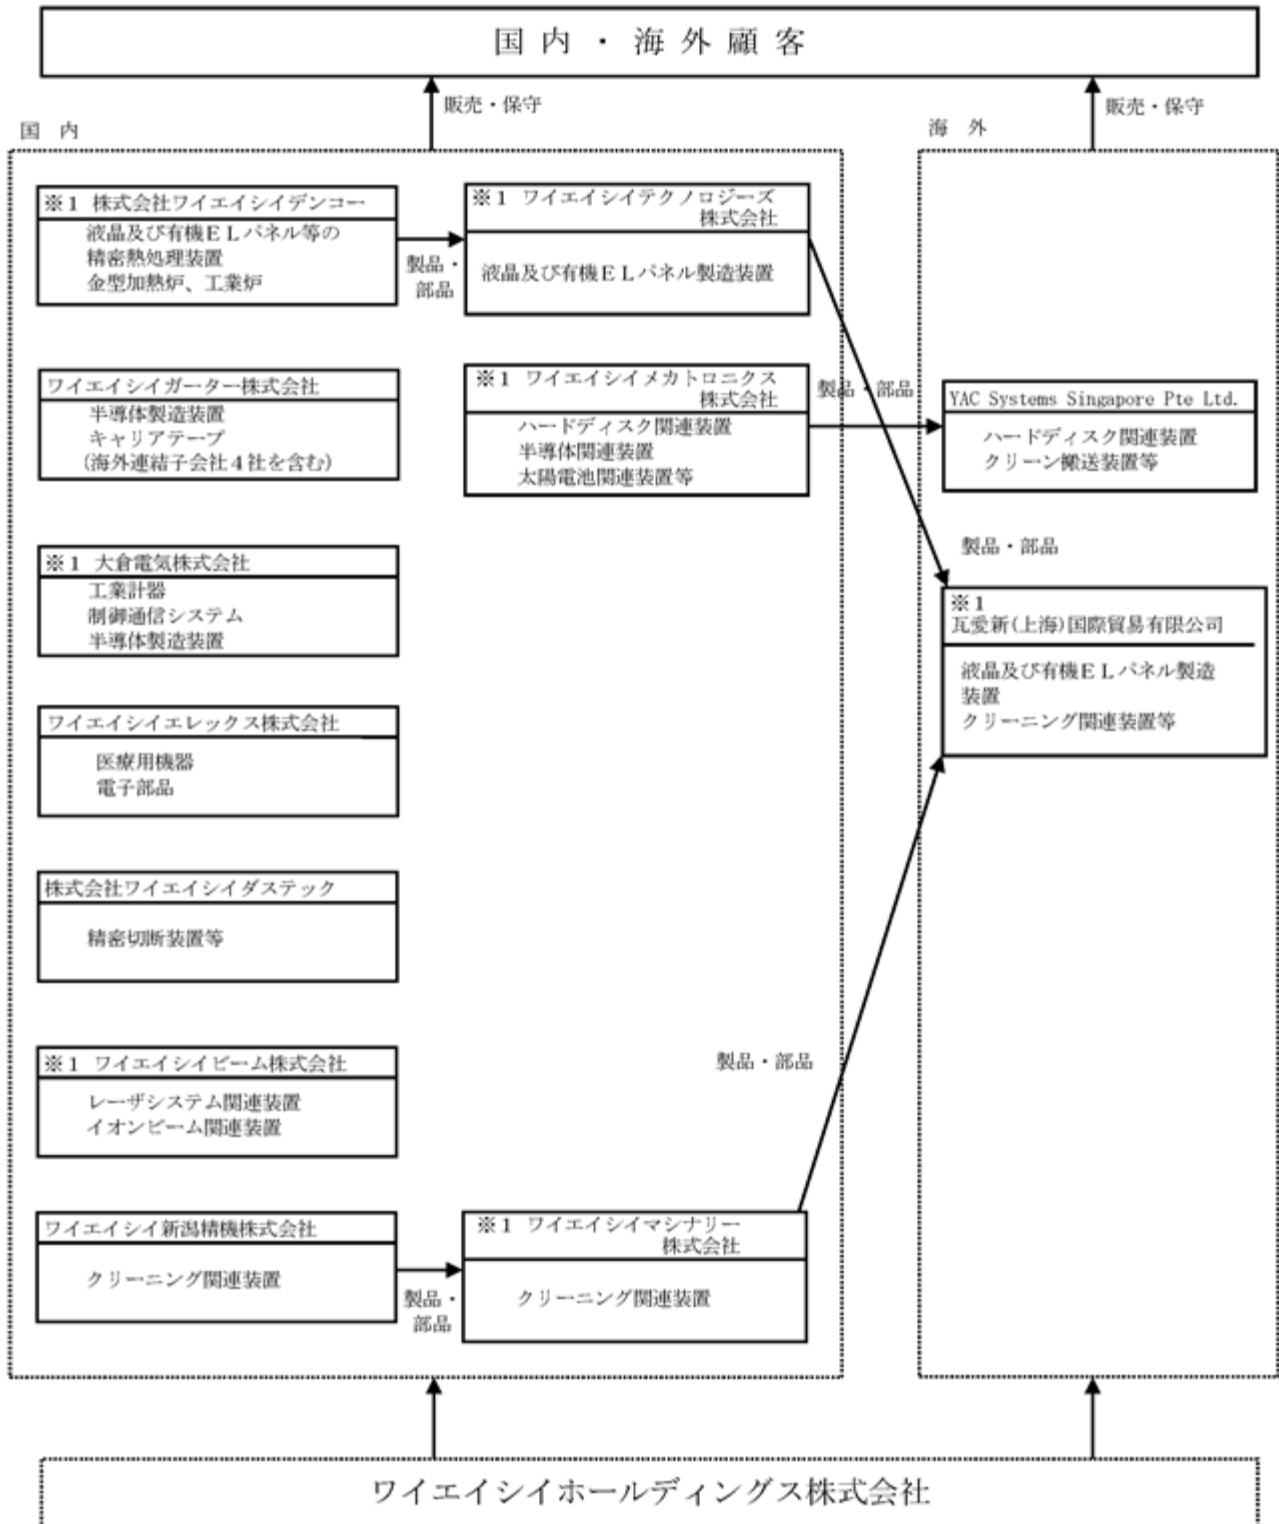 国内・海外顧客
販売・保守
販売・保守
国 内
海 外
※1 株式会社ワイエイシイデンコー
液晶及び有機ELパネル等の
精密熱処理装置
金型加熱炉、工業炉
製品・
部品
※1 ワイエイシイテクノロジーズ
株式会社
液晶及び有機ELパネル製造装置
ワイエイシイガーター株式会社
半導体製造装置
キャリアテープ
(海外連結子会社4社を含む)
※1 ワイエイシイメカトロニクス
株式会社
ハードディスク関連装置
半導体関連装置
太陽電池関連装置等
製品・部品
YAC Systems Singapore Pte Ltd.
ハードディスク関連装置
クリーン搬送装置等
※1 大倉電気株式会社
工業計器
制御通信システム
半導体製造装置
製品・部品
※1
瓦愛新(上海)国際貿易有限公司
液晶及び有機ELパネル製造
装置
クリーニング関連装置等
ワイエイシイエレックス株式会社
医療用機器
電子部品
株式会社ワイエイシイダステック
精密切断装置等
※1 ワイエイシイビーム株式会社
レーザシステム関連装置
イオンビーム関連装置
製品・部品
ワイエイシイ新潟精機株式会社
クリーニング関連装置
製品・
部品
※1 ワイエイシイマシナリー
株式会社
クリーニング関連装置
ワイエイシイホールディングス株式会社